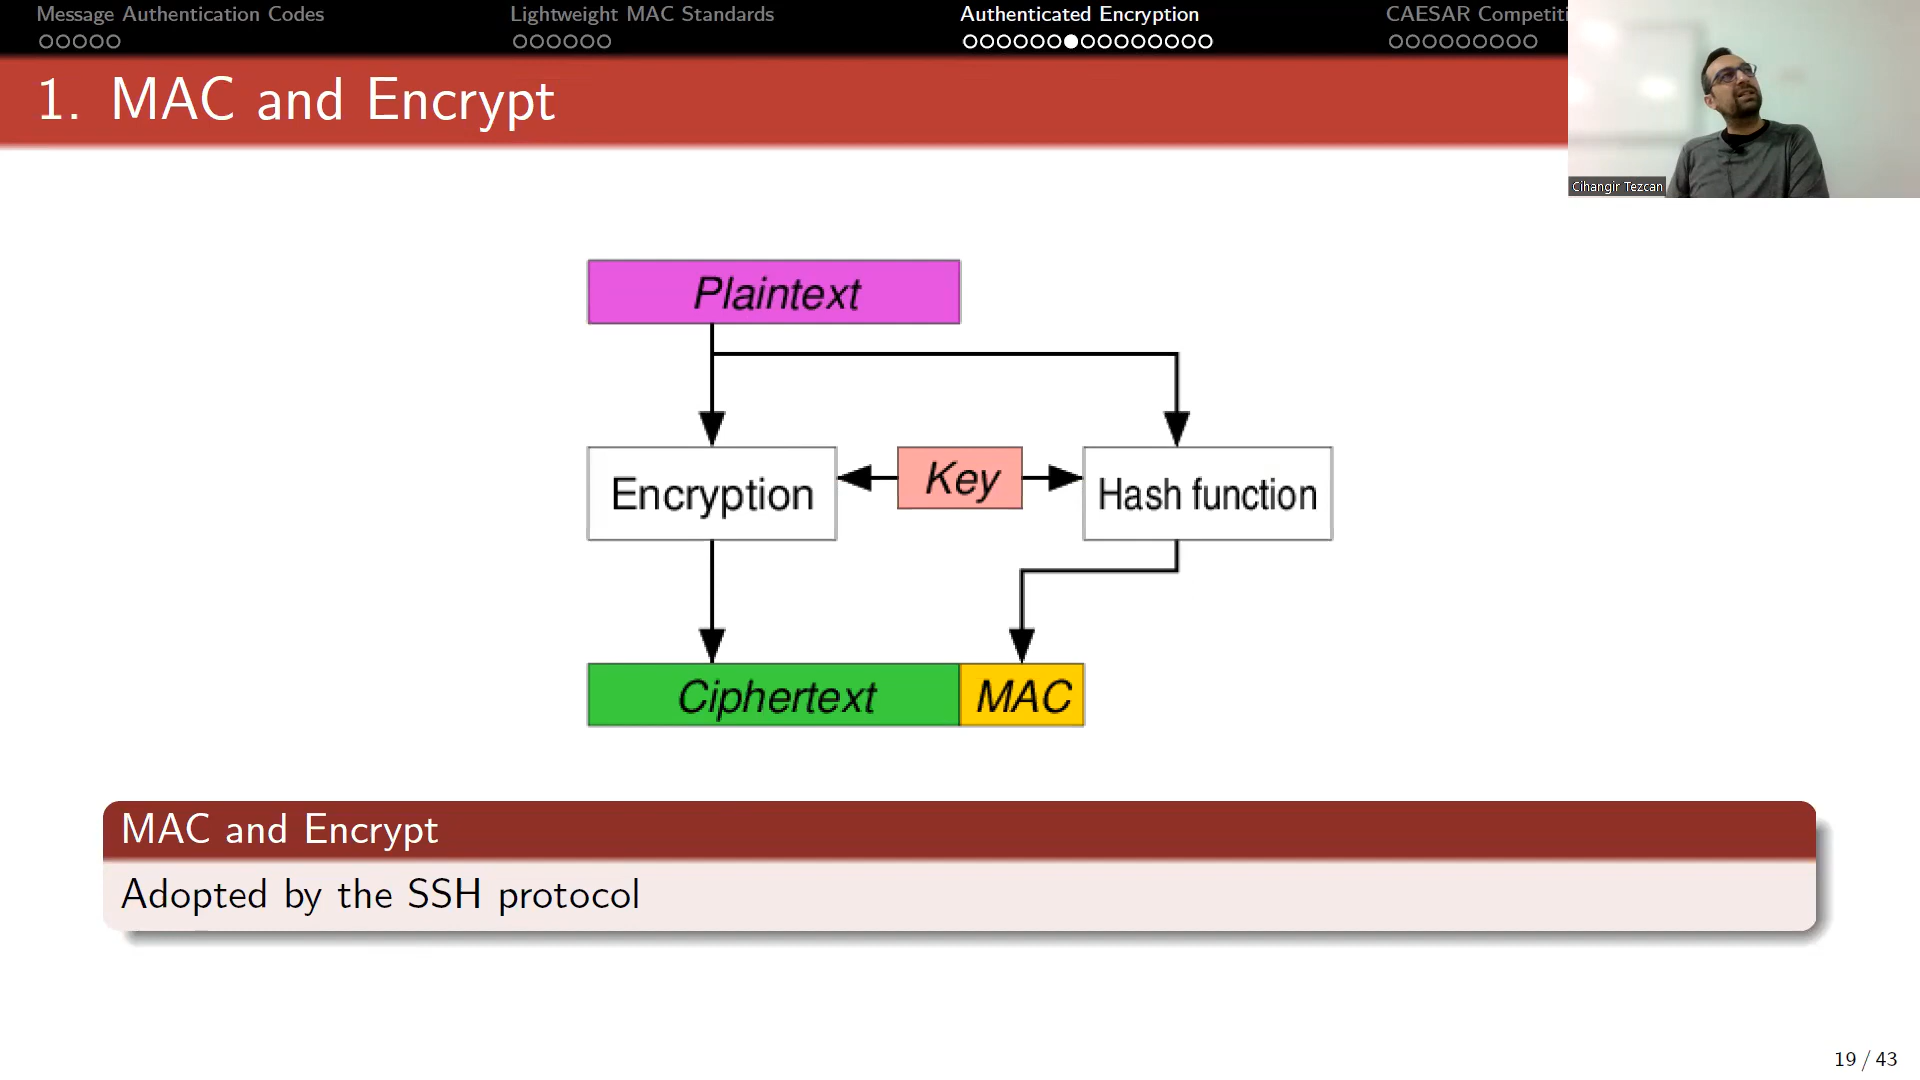 Message Authentication Codes
Lightweight MAC Standards
Authenticated Encryption
CAESAR Competiti
1. MAC and Encrypt
Cihangir Tezcan
Plaintext
Encryption
Key
Hash function
Ciphertext
MAC
MAC and Encrypt
Adopted by the SSH protocol
19 / 43